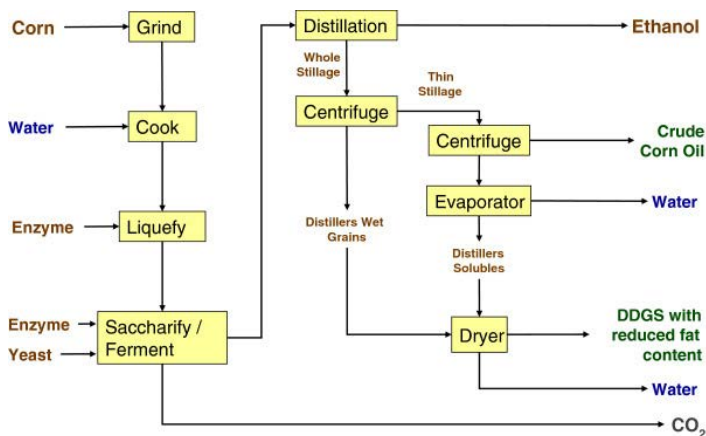 Corn
Grind
Distillation
Ethanol
Whole
Stillage
Thin
Stillage
Water
Cook
Centrifuge
Centrifuge
Crude
Corn Oil
Enzyme
Liquefy
Distillers Wet
Grains
Evaporator
Water
Distillers
Solubles
Enzyme
Yeast
Saccharify /
Ferment
Dryer
DDGS with
reduced fat
content
Water
CO₂